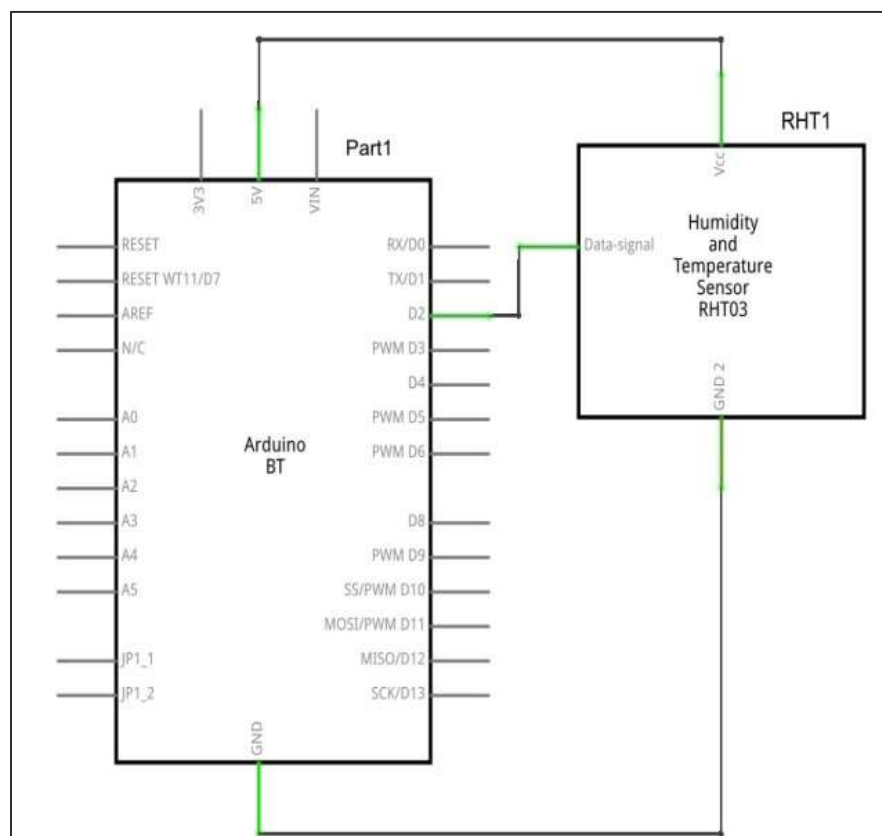 RHT1
Part1
3V3
5V
VIN
Vcc
RESET
RX/D0
Data-signal
Humidity
and
Temperature
Sensor
RHT03
RESET WT11/D7
TX/D1
AREF
D2
N/C
PWM D3
D4
GND 2
A0
PWM D5
Arduino
BT
A1
PWM D6
A2
A3
D8
A4
PWM D9
A5
SS/PWM D10
MOSI/PWM D11
JP1_1
MISO/D12
JP1_2
SCK/D13
GND